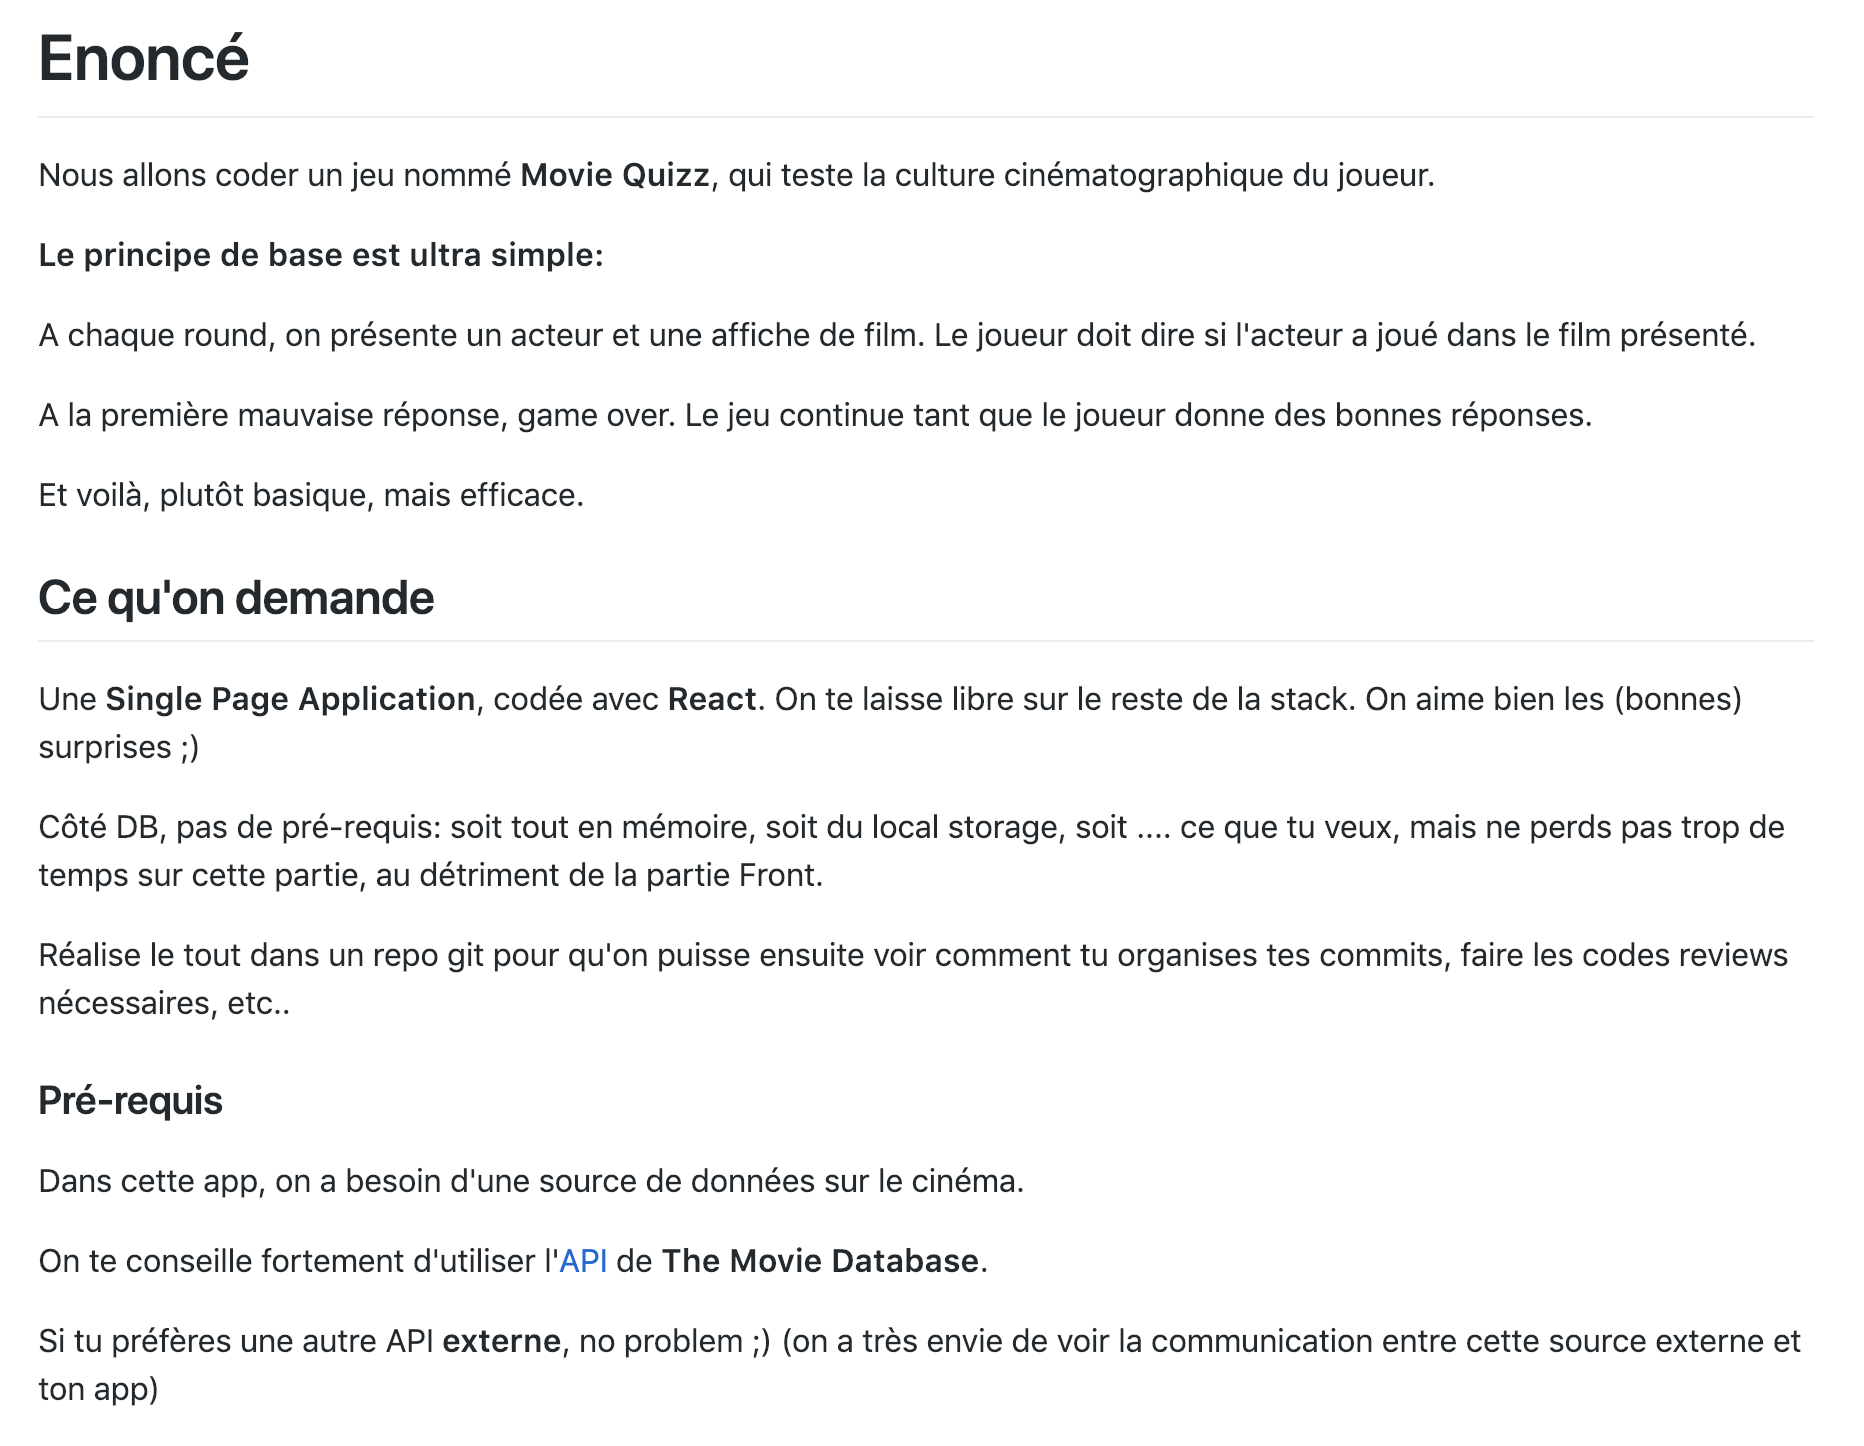 Enoncé
Nous allons coder un jeu nommé Movie Quizz, qui teste la culture cinématographique du joueur.
Le principe de base est ultra simple:
A chaque round, on présente un acteur et une affiche de film. Le joueur doit dire si l'acteur a joué dans le film présenté.
A la première mauvaise réponse, game over. Le jeu continue tant que le joueur donne des bonnes réponses.
Et voilà, plutôt basique, mais efficace.
Ce qu'on demande
Une Single Page Application, codée avec React. On te laisse libre sur le reste de la stack. On aime bien les (bonnes)
surprises ;)
Côté DB, pas de pré-requis: soit tout en mémoire, soit du local storage, soit .... ce que tu veux, mais ne perds pas trop de
temps sur cette partie, au détriment de la partie Front.
Réalise le tout dans un repo git pour qu'on puisse ensuite voir comment tu organises tes commits, faire les codes reviews
nécessaires, etc..
Pré-requis
Dans cette app, on a besoin d'une source de données sur le cinéma.
On te conseille fortement d'utiliser l'API de The Movie Database.
Si tu préfères une autre API externe, no problem ;) (on a très envie de voir la communication entre cette source externe et
ton app)